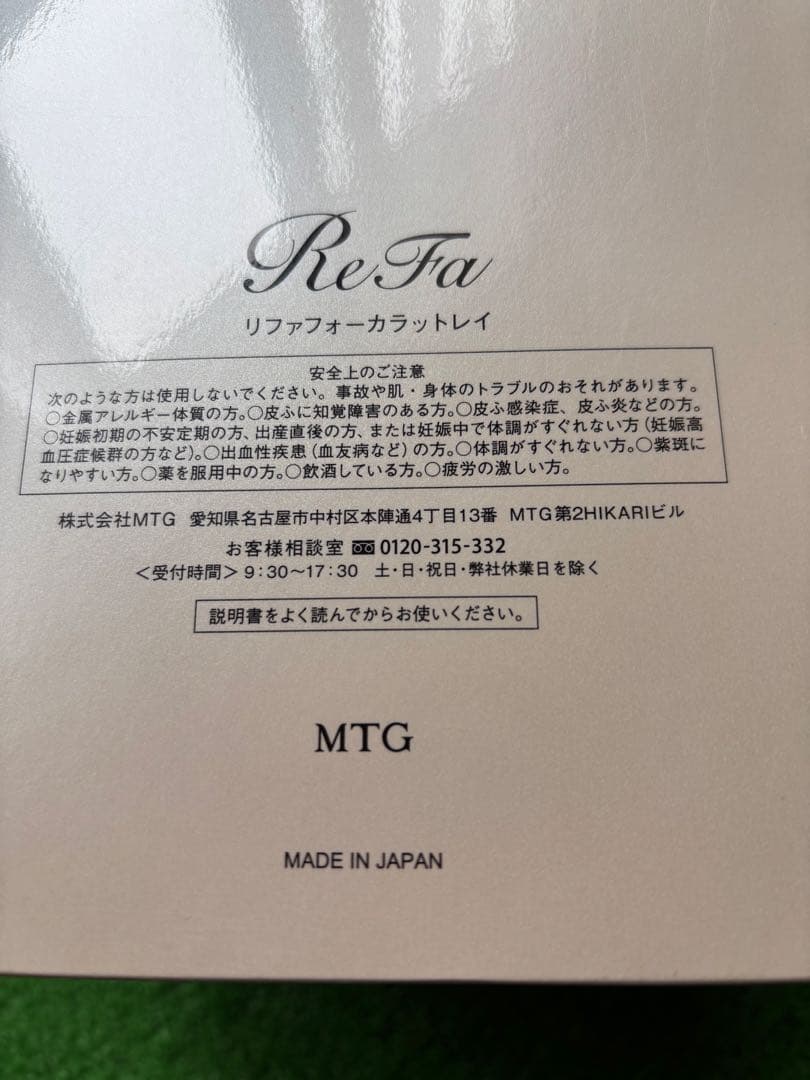 ReFa
リファフォーカラットレイ
安全上のご注意
次のような方は使用しないでください。事故や肌・身体のトラブルのおそれがあります。
○金属アレルギー体質の方。○皮ふに知覚障害のある方。○皮ふ感染症、皮ふ炎などの方。
○妊娠初期の不安定期の方、出産直後の方、または妊娠中で体調がすぐれない方（妊娠高
血圧症候群の方など）。○出血性疾患（血友病など）の方。○体調がすぐれない方。○紫斑に
なりやすい方。○薬を服用中の方。○飲酒している方。○疲労の激しい方。
株式会社MTG 愛知県名古屋市中村区本陣通4丁目13番 MTG第2HIKARIビル
お客様相談室 0120-315-332
＜受付時間＞9:30〜17:30 土・日・祝日・弊社休業日を除く
説明書をよく読んでからお使いください。
MTG
MADE IN JAPAN